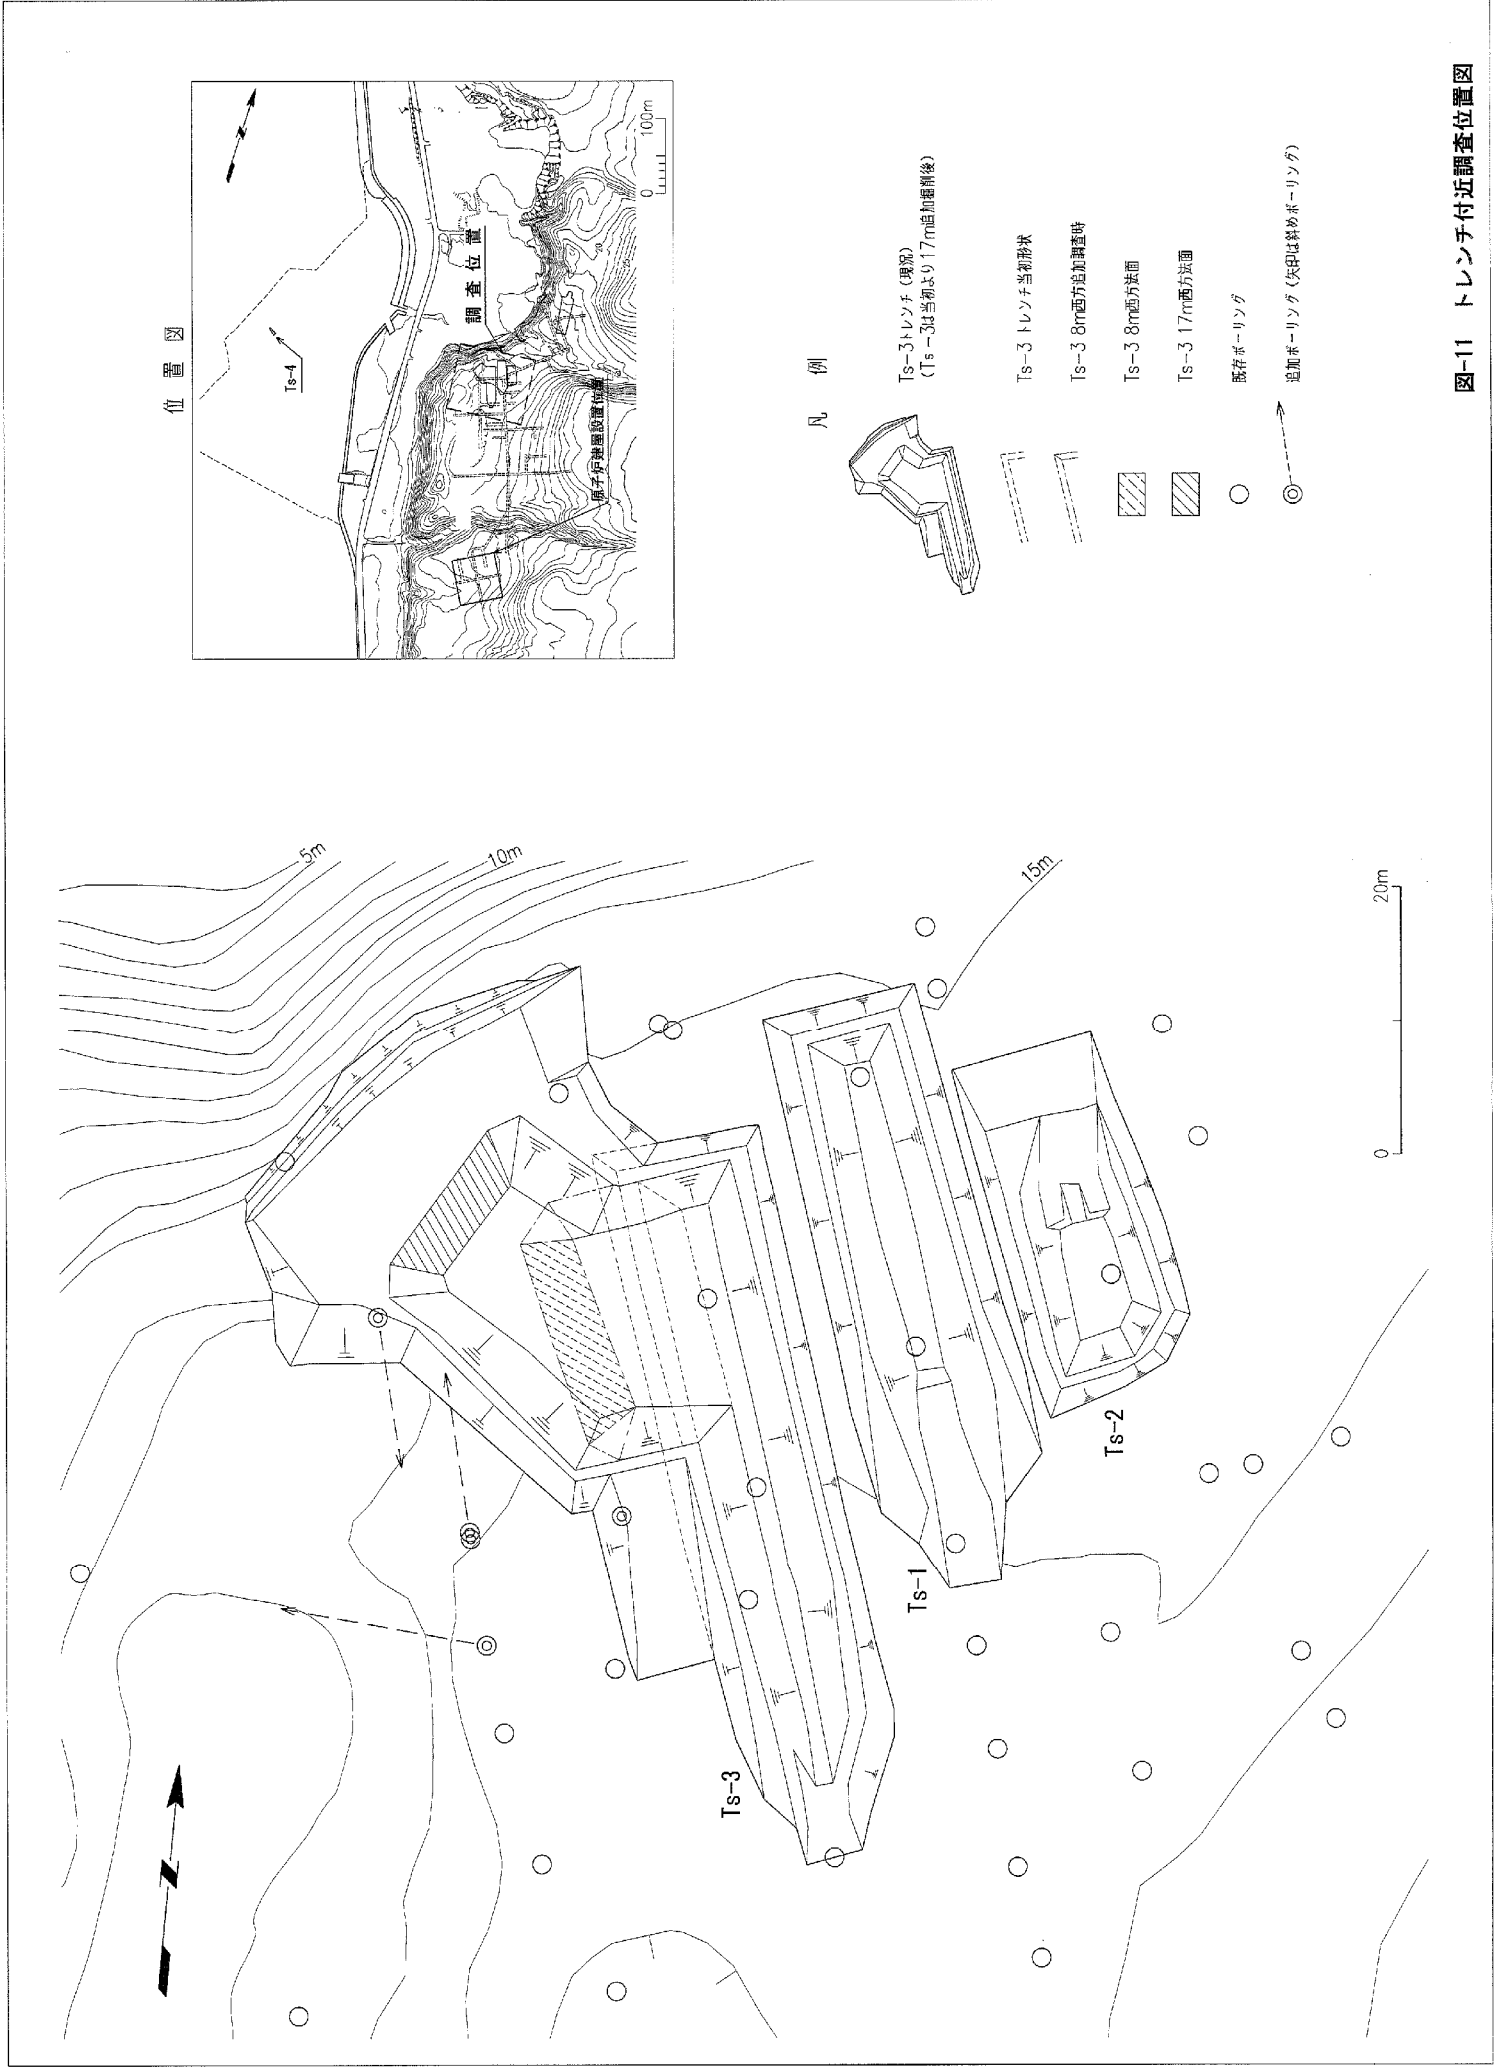 位置図
N
Ts-4
調査位置
原子炉建屋設置位置
0
100m
凡例
Ts-3トレンチ(現況)
(Ts-3は当初より17m追加掘削後)
Ts-3 トレンチ当初形状
Ts-3 8m西方追加調査時
Ts-3 8m西方法面
Ts-3 17m西方法面
既存ボーリング
追加ボーリング(矢印は斜めボーリング)
N
5m
10m
15m
Ts-3
Ts-1
Ts-2
0
20m
図-11 トレンチ付近調査位置図